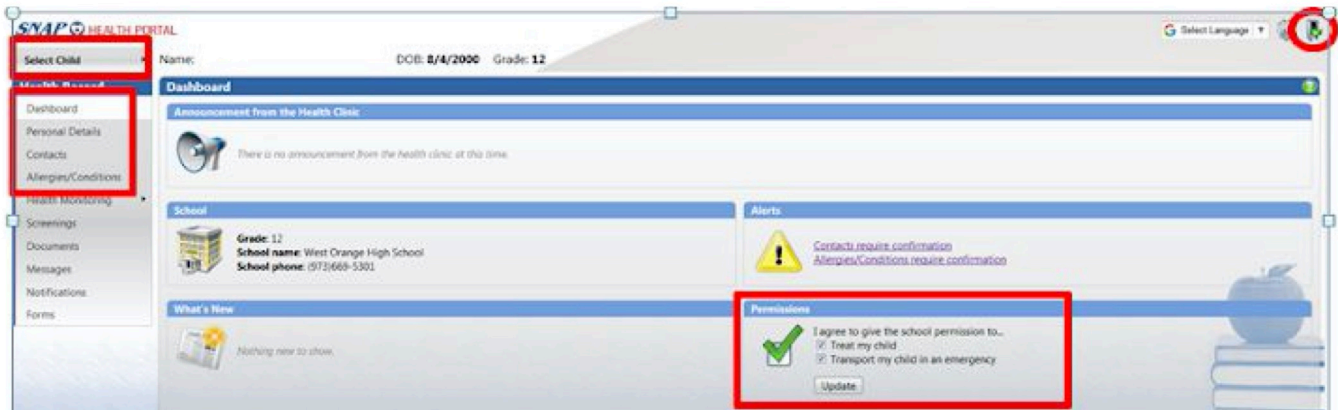 SNAP HEALTH PORTAL
Select Language
Select Child
Name:
DOB: 8/4/2000 Grade: 12
Health Record
Dashboard
Personal Details
Contacts
Allergies/Conditions
Health Monitoring
Screenings
Documents
Messages
Notifications
Forms
Dashboard
Announcement from the Health Clinic
There is no announcement from the health clinic at this time.
School
Grade: 12
School name: West Orange High School
School phone: (973)669-5301
Alerts
Contacts require confirmation
Allergies/Conditions require confirmation
What's New
Nothing new to show.
Permissions
I agree to give the school permission to...
Treat my child
Transport my child in an emergency
Update